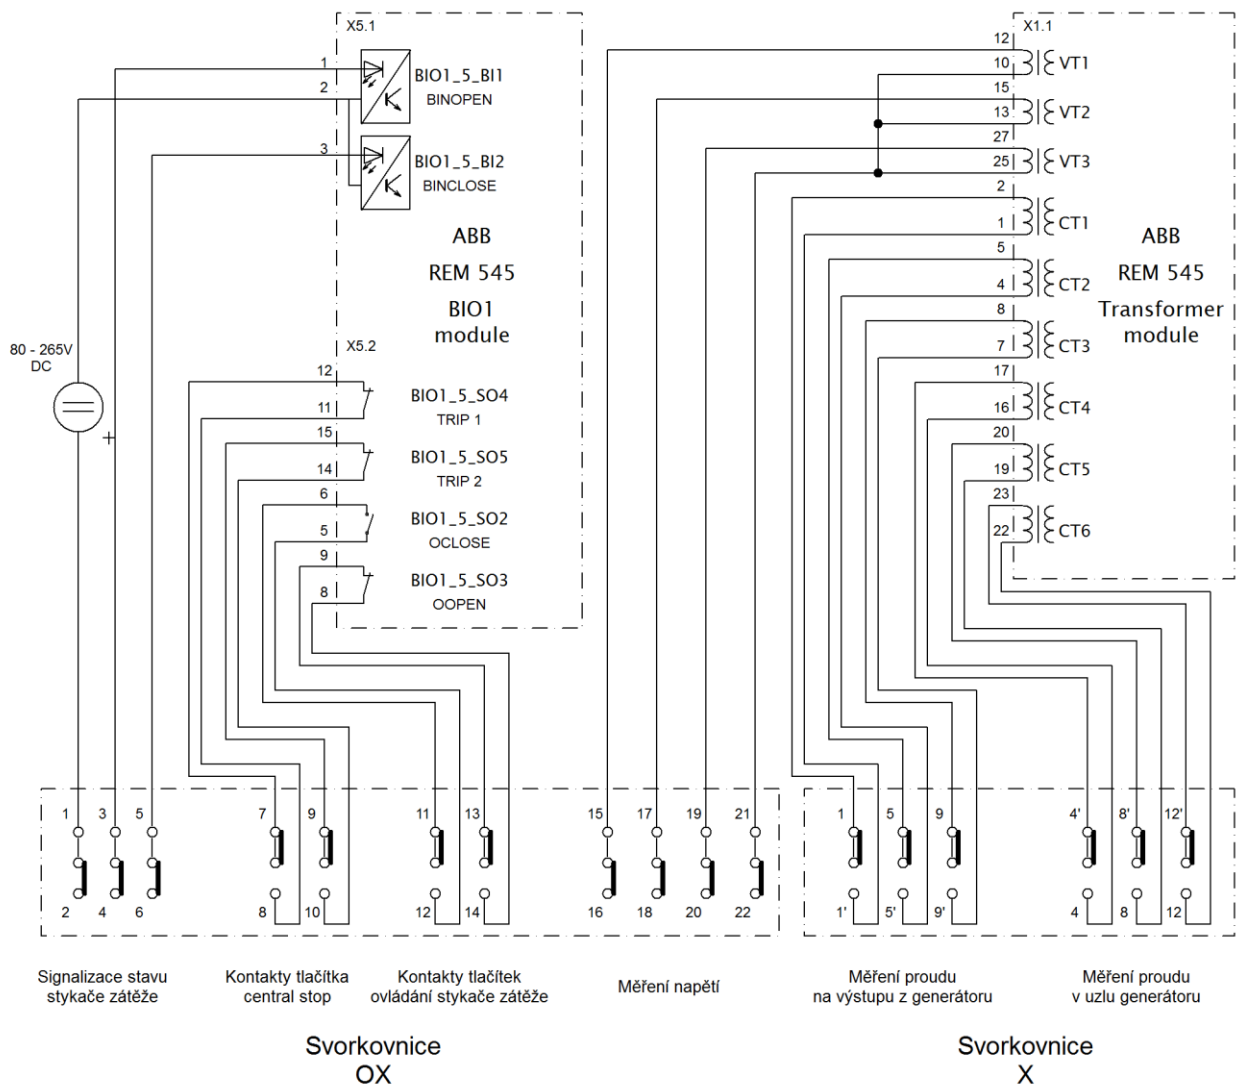 X5.1
1
2
BIO1_5_BI1
BINOPEN
3
BIO1_5_BI2
BINCLOSE
ABB
REM 545
BIO1
module
80 - 265V
DC
+
X5.2
12
11
BIO1_5_SO4
TRIP 1
15
14
BIO1_5_SO5
TRIP 2
6
5
BIO1_5_SO2
OCLOSE
9
8
BIO1_5_SO3
OOPEN
X1.1
12
10
VT1
15
13
VT2
27
25
VT3
2
1
CT1
5
4
CT2
8
7
CT3
17
16
CT4
20
19
CT5
23
22
CT6
ABB
REM 545
Transformer
module
1 3 5 7 9 11 13 15 17 19 21
2 4 6 8 10 12 14 16 18 20 22
1 5 9 4' 8' 12'
1' 5' 9' 4 8 12
Signalizace stavu
stykače zátěže
Kontakty tlačítka
central stop
Kontakty tlačítek
ovládání stykače zátěže
Měření napětí
Měření proudu
na výstupu z generátoru
Měření proudu
v uzlu generátoru
Svorkovnice
OX
Svorkovnice
X